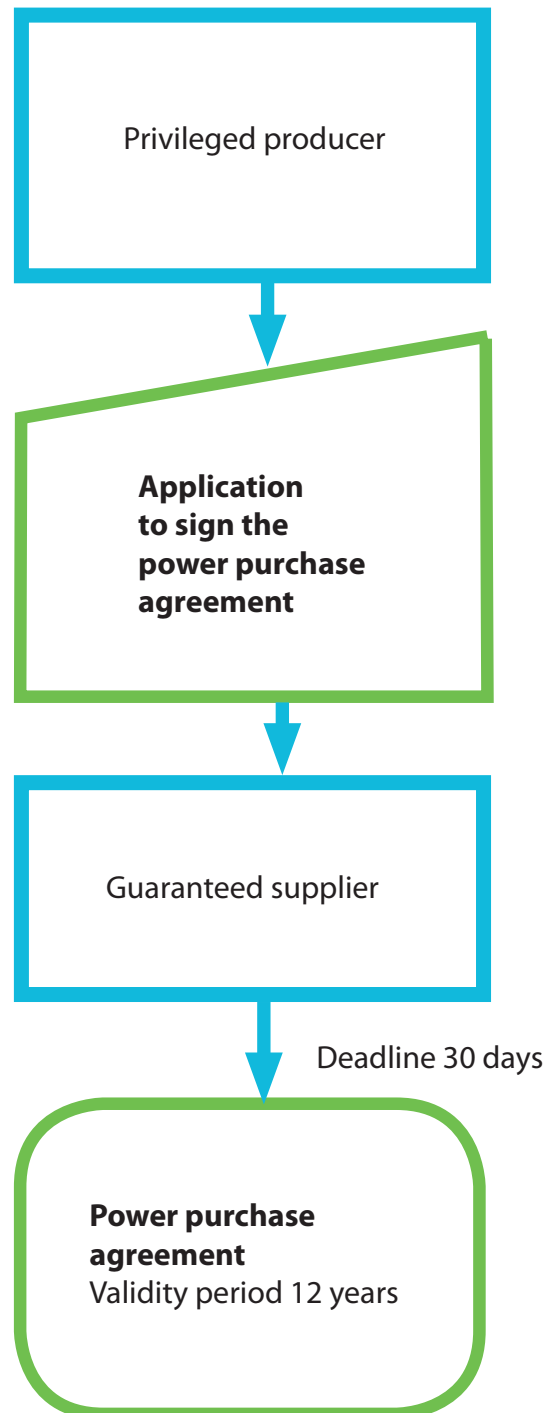 Privileged producer
Application
to sign the
power purchase
agreement
Guaranteed supplier
Deadline 30 days
Power purchase
agreement
Validity period 12 years